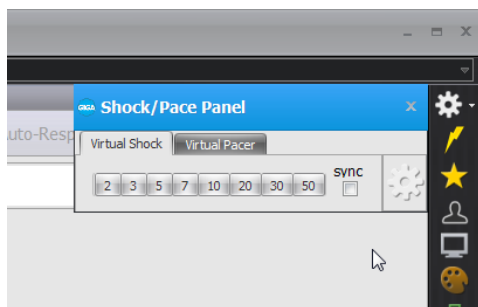 GIGA Shock/Pace Panel
uto-Resp
Virtual Shock Virtual Pacer
2 3 5 7 10 20 30 50 sync